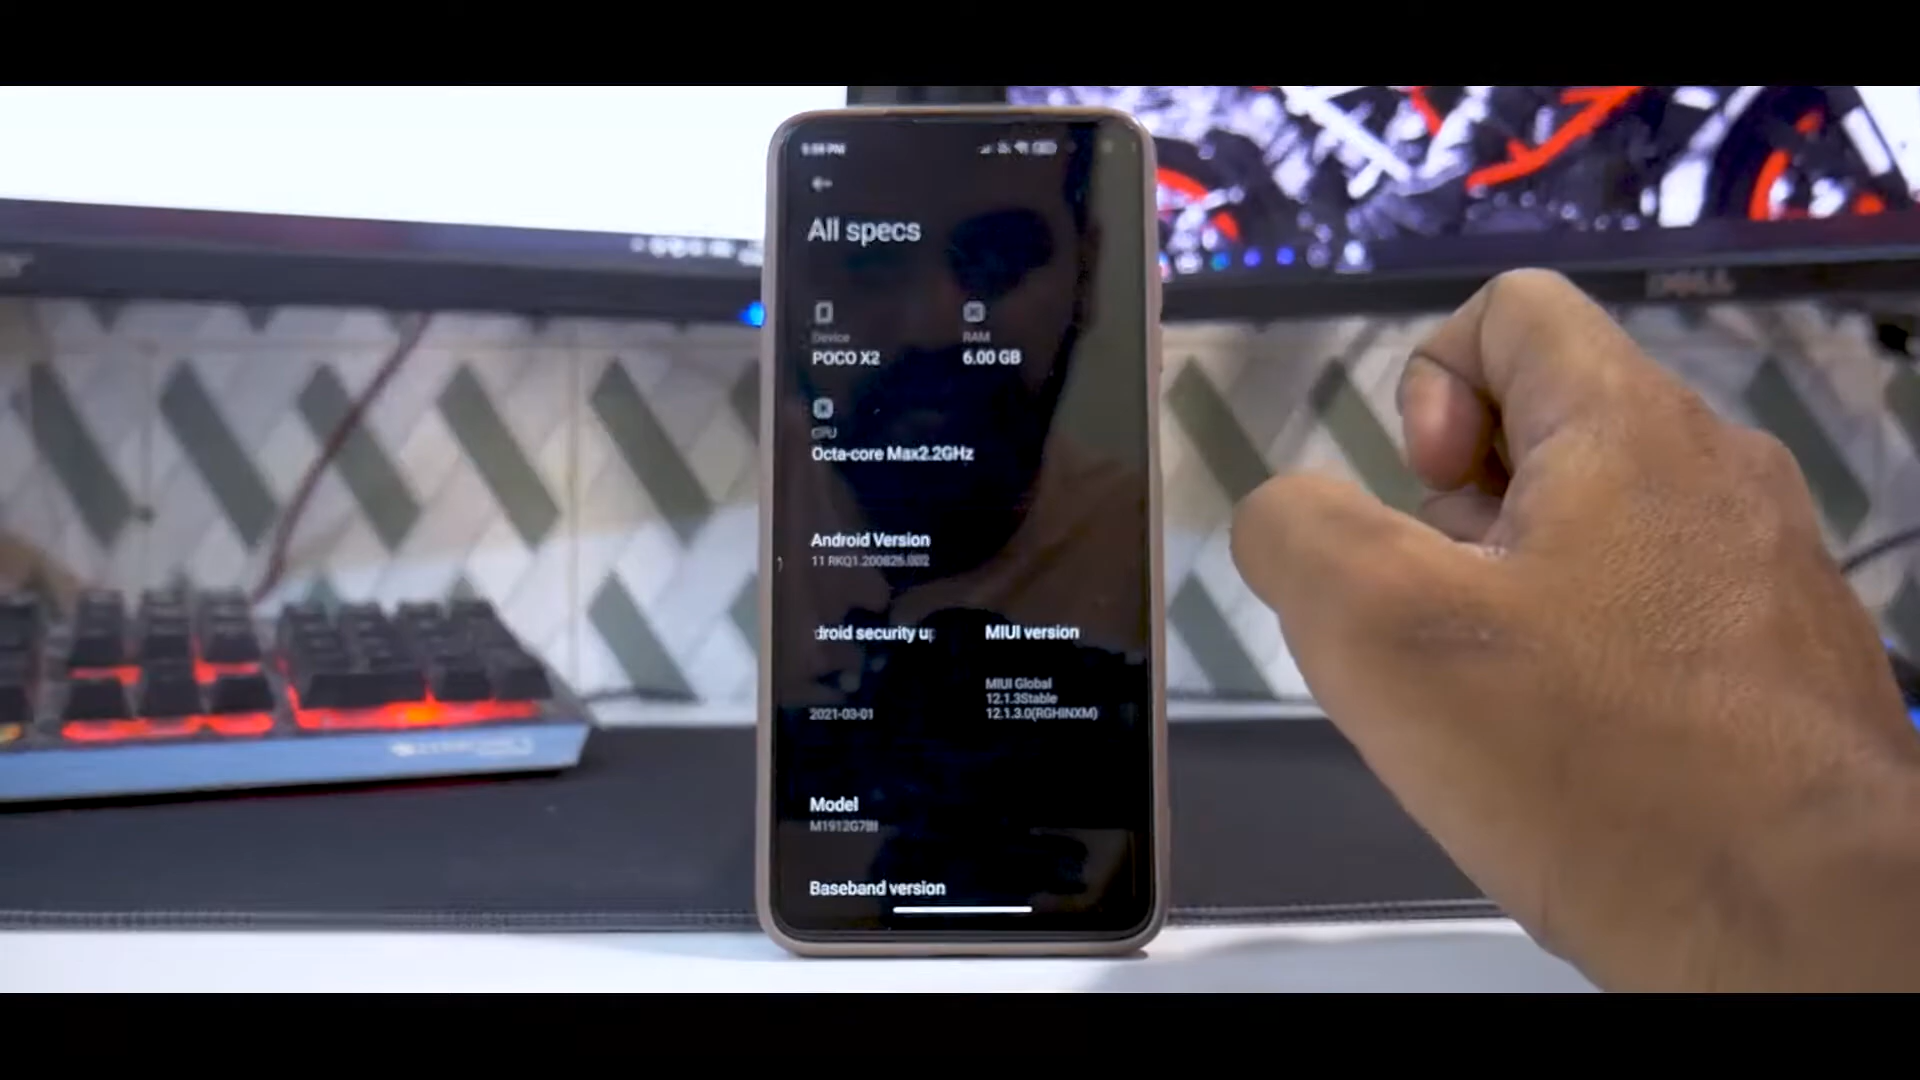 All specs
Device
RAM
POCO X2
6.00 GB
CPU
Octa-core Max2.2GHz
Android Version
11 RKQ1.200826.002
droid security up
MIUI version
MIUI Global
12.1.3Stable
12.1.3.0(RGHINXM)
2021-03-01
Model
M1912G7BI
Baseband version
DELL